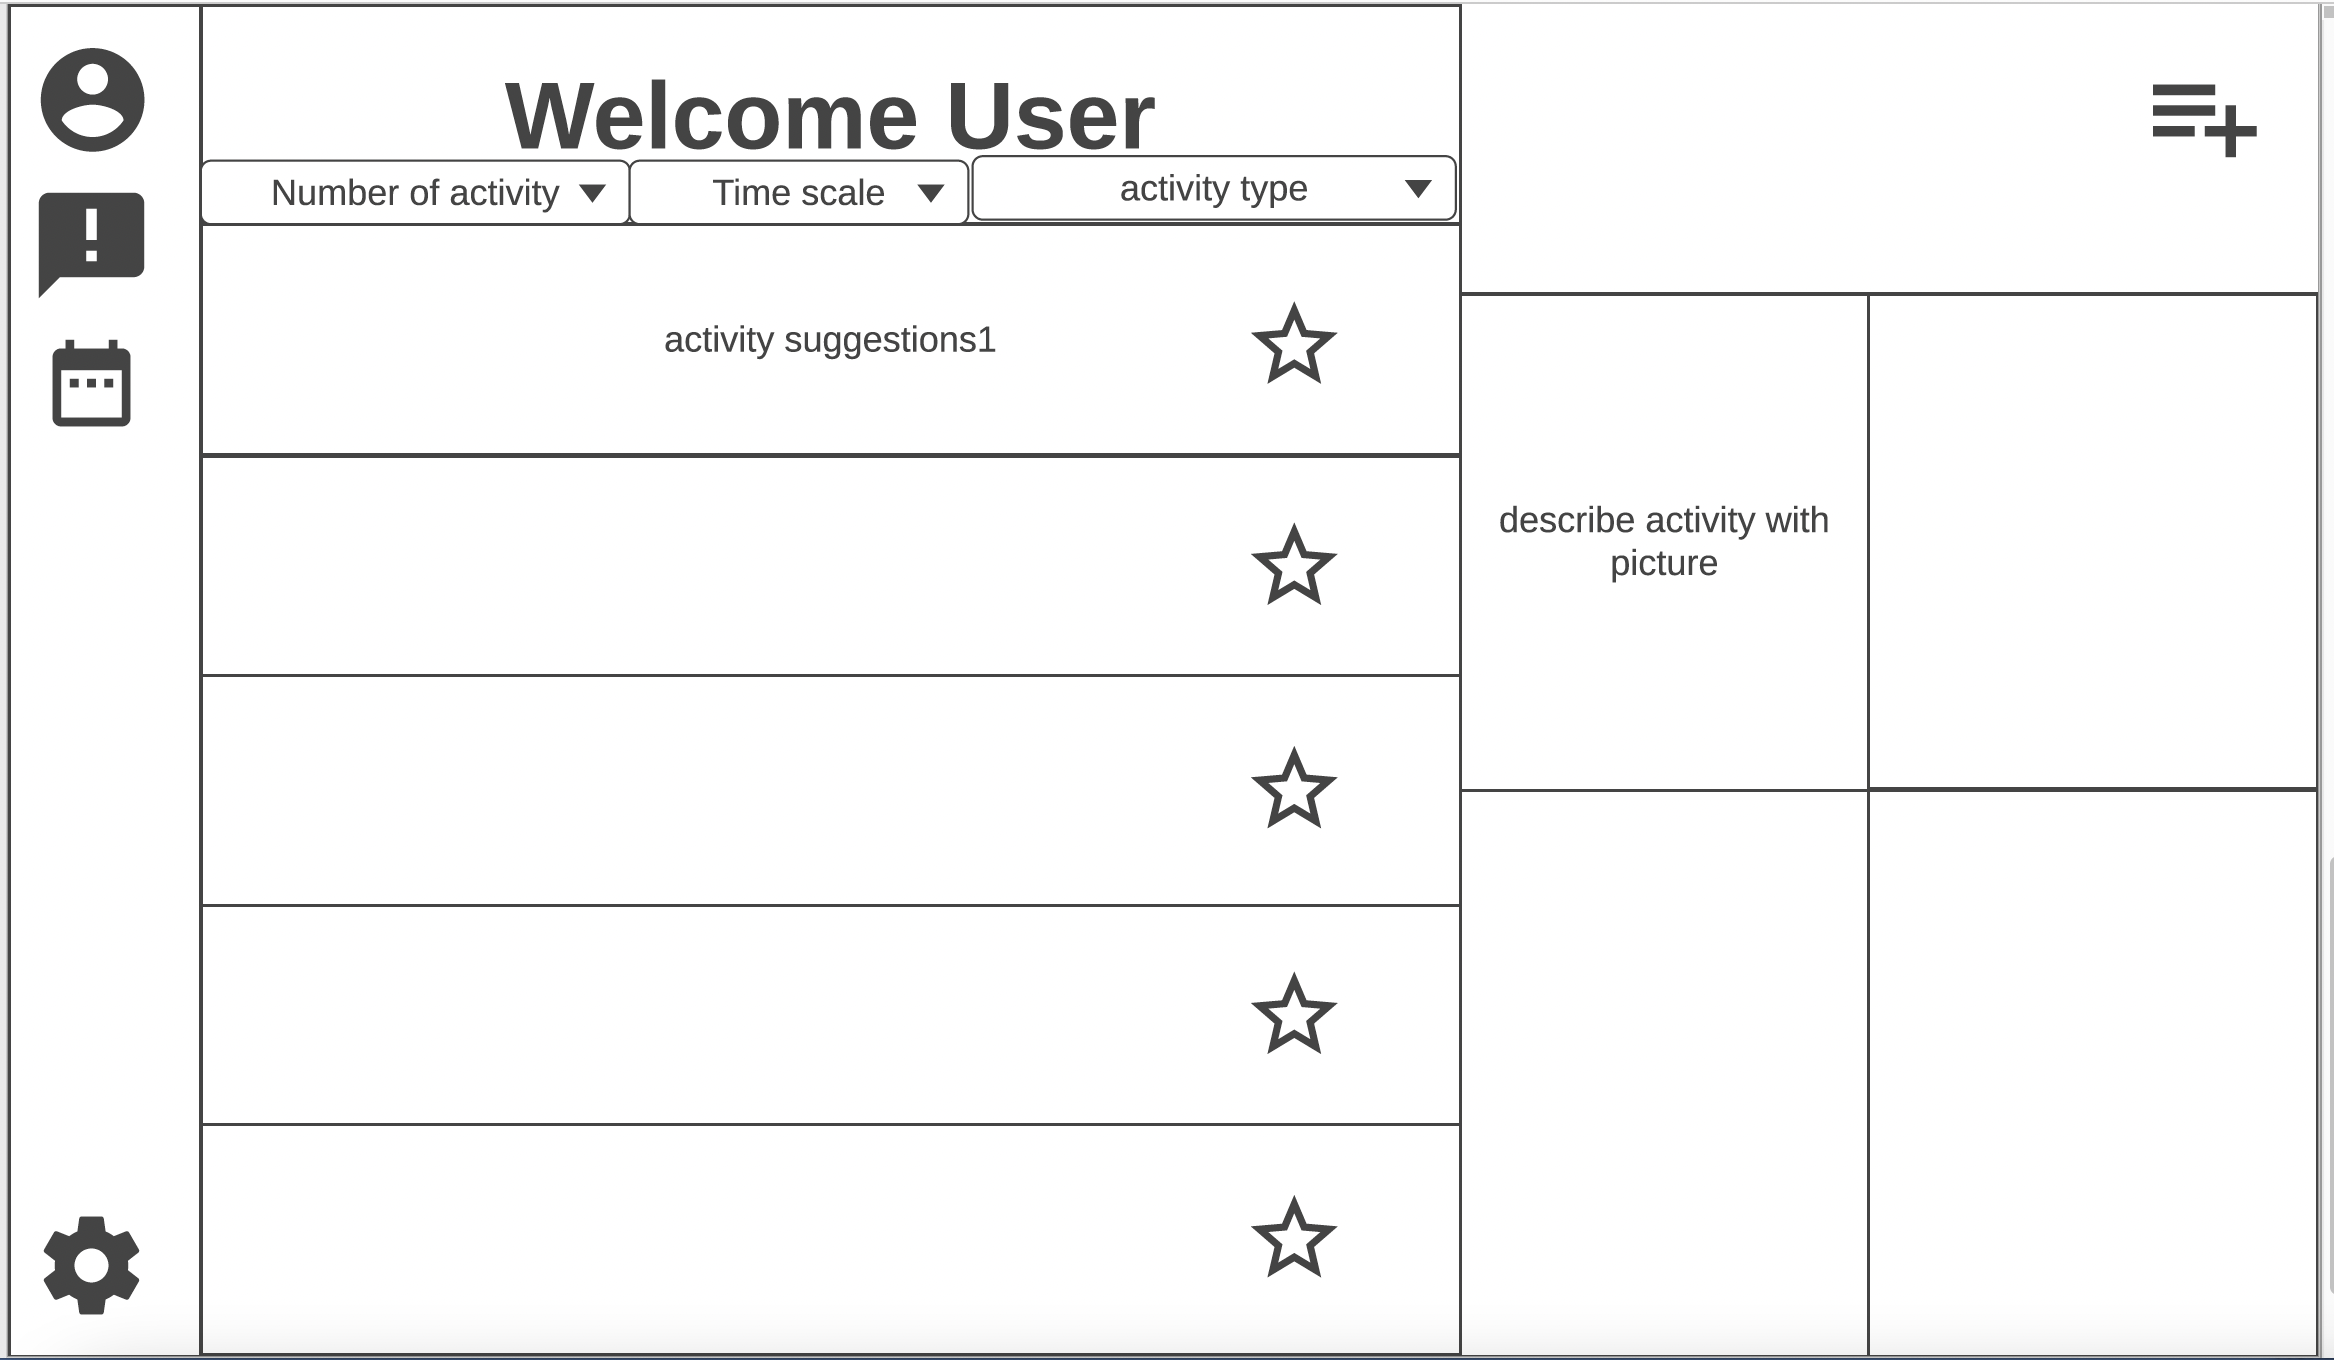 Welcome User
Number of activity
Time scale
activity type
activity suggestions1
describe activity with
picture